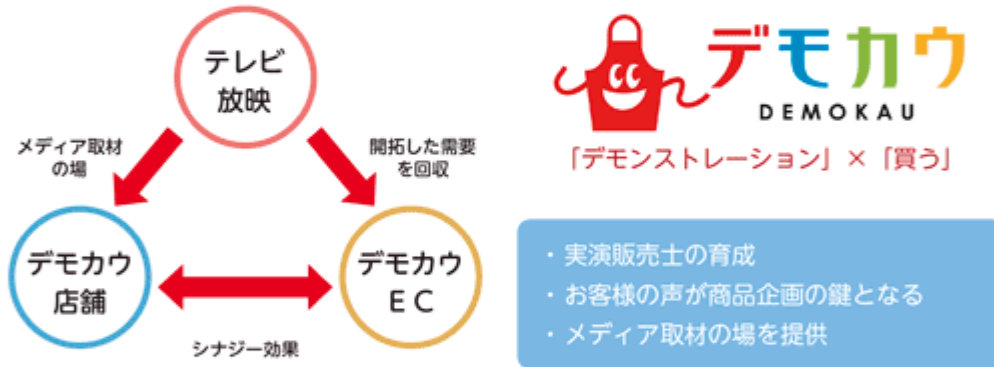 テレビ
放映
メディア取材
の場
開拓した需要
を回収
デモカウ
店舗
デモカウ
ＥＣ
シナジー効果
デモカウ
DEMOKAU
「デモンストレーション」×「買う」
・実演販売士の育成
・お客様の声が商品企画の鍵となる
・メディア取材の場を提供